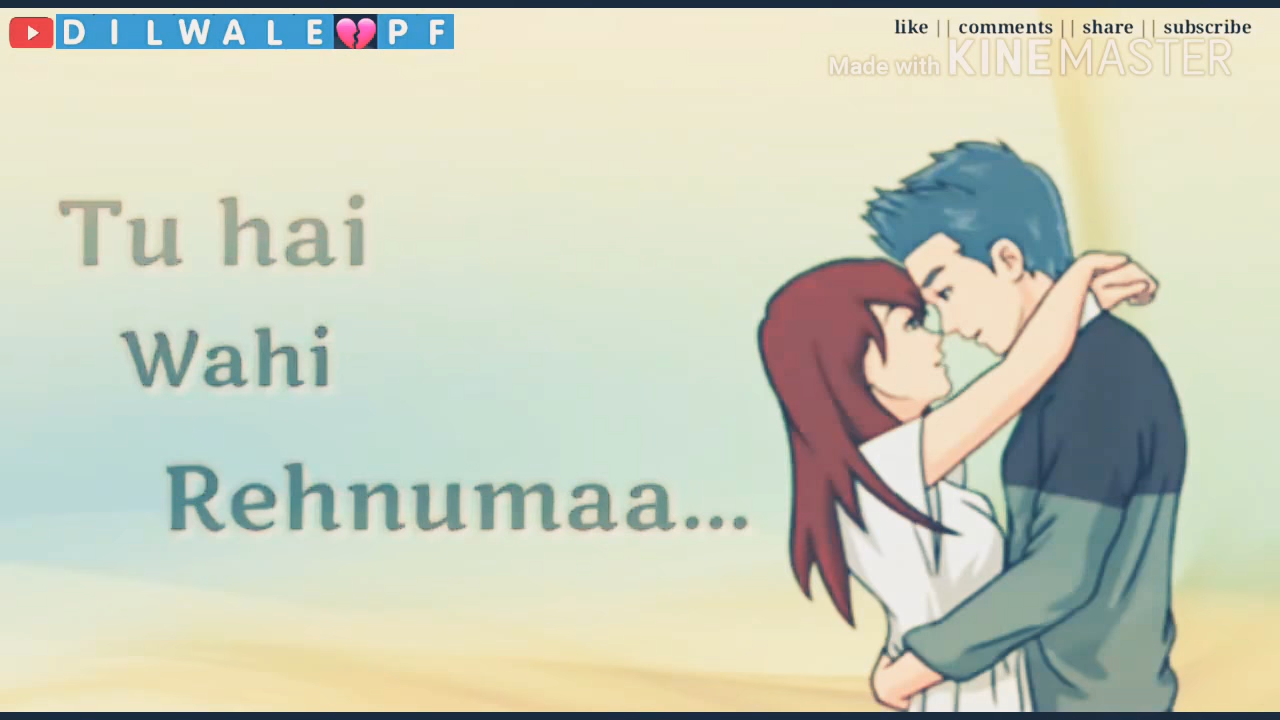 D I L W A L E 💔 P F
like || comments || share || subscribe
Made with KINEMASTER
Tu hai
Wahi
Rehnumaa...